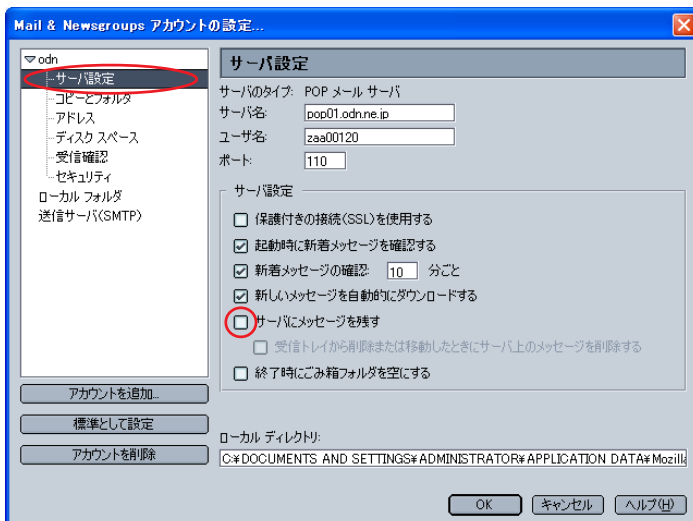 Mail & Newsgroups アカウントの設定...
odn
サーバ設定
コピーとフォルダ
アドレス
ディスク スペース
受信確認
セキュリティ
ローカル フォルダ
送信サーバ(SMTP)
アカウントを追加...
標準として設定
アカウントを削除
サーバ設定
サーバのタイプ: POP メール サーバ
サーバ名: pop01.odn.ne.jp
ユーザ名: zaa00120
ポート: 110
サーバ設定
保護付きの接続(SSL)を使用する
起動時に新着メッセージを確認する
新着メッセージの確認: 10 分ごと
新しいメッセージを自動的にダウンロードする
サーバにメッセージを残す
受信トレイから削除または移動したときにサーバ上のメッセージを削除する
終了時にごみ箱フォルダを空にする
ローカル ディレクトリ:
C:¥DOCUMENTS AND SETTINGS¥ADMINISTRATOR¥APPLICATION DATA¥Mozilla
OK キャンセル ヘルプ(H)